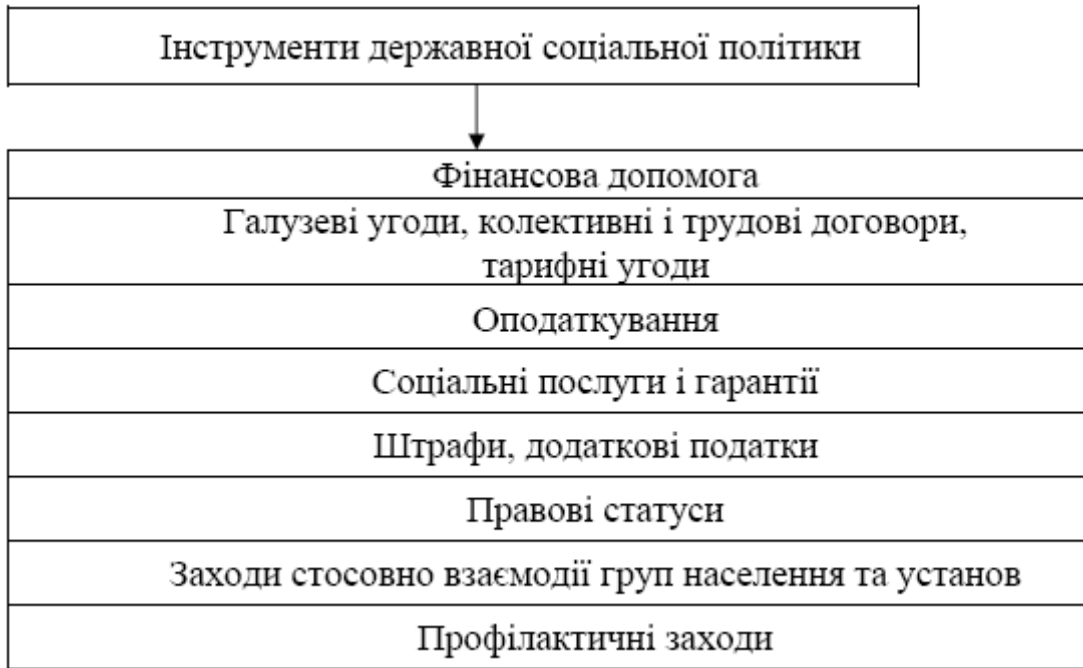 Інструменти державної соціальної політики
Фінансова допомога
Галузеві угоди, колективні і трудові договори,
тарифні угоди
Оподаткування
Соціальні послуги і гарантії
Штрафи, додаткові податки
Правові статуси
Заходи стосовно взаємодії груп населення та установ
Профілактичні заходи